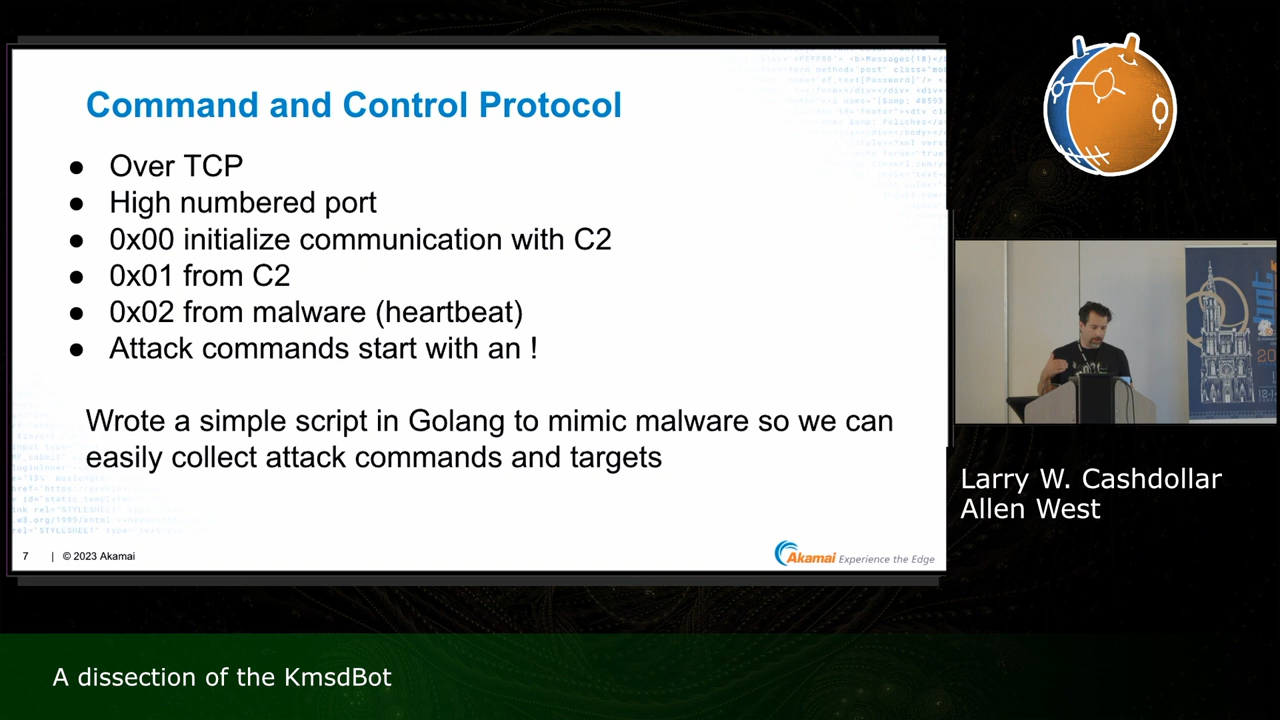 Command and Control Protocol
● Over TCP
● High numbered port
● 0x00 initialize communication with C2
● 0x01 from C2
● 0x02 from malware (heartbeat)
● Attack commands start with an !
Wrote a simple script in Golang to mimic malware so we can
easily collect attack commands and targets
7 | © 2023 Akamai
Akamai Experience the Edge
Larry W. Cashdollar
Allen West
A dissection of the KmsdBot